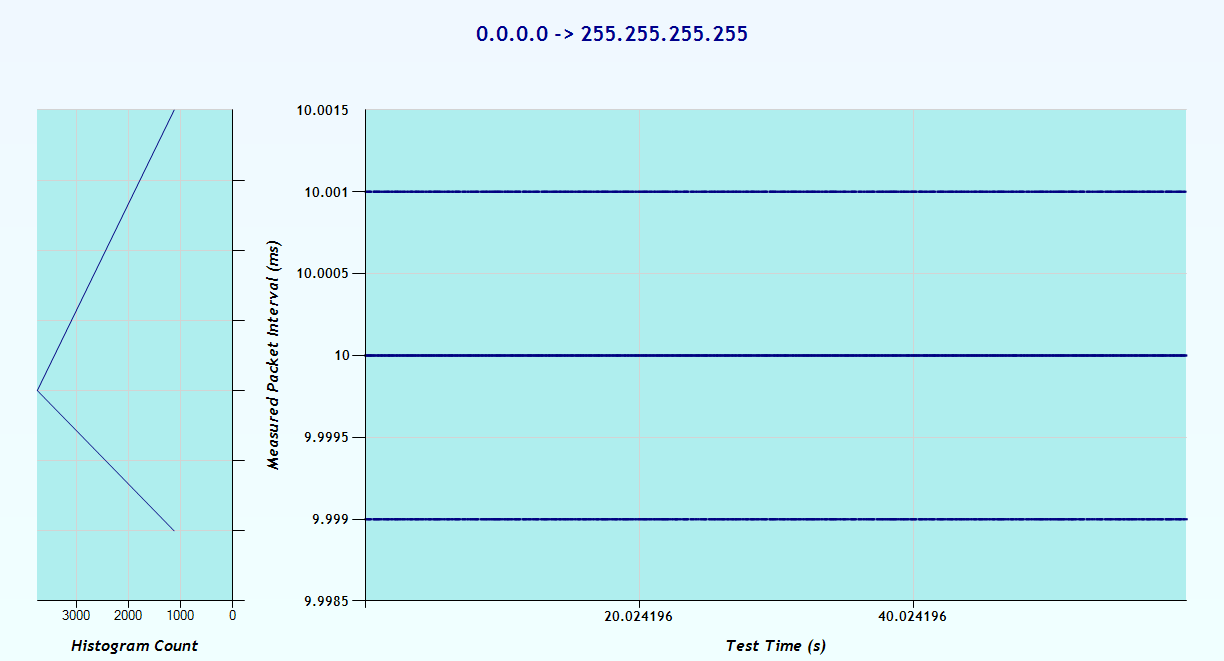 0.0.0.0 -> 255.255.255.255
10.0015
10.001
10.0005
10
9.9995
9.999
9.9985
Measured Packet Interval (ms)
3000 2000 1000 0
20.024196 40.024196
Histogram Count
Test Time (s)